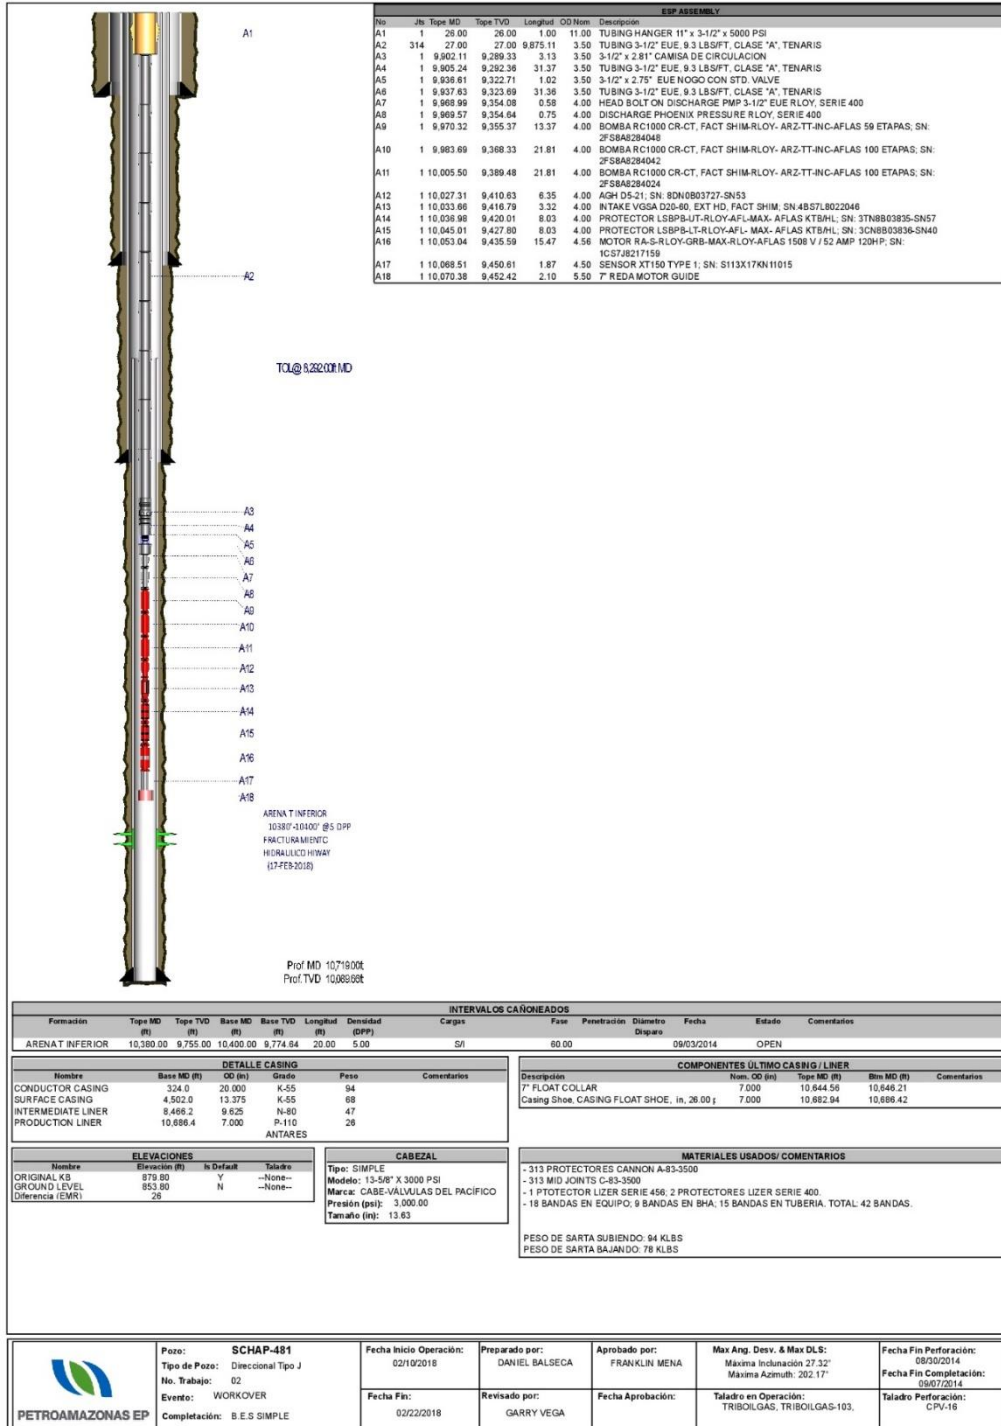 ESP ASSEMBLY
No Jts Tope MD Tope TVD Longitud OD Nom Descripción
A1 1 26.00 26.00 1.00 11.00 TUBING HANGER 11" x 3-1/2" x 5000 PSI
A2 314 27.00 27.00 9,875.11 3.50 TUBING 3-1/2" EUE, 9.3 LBS/FT, CLASE "A", TENARIS
A3 1 9,902.11 9,289.33 3.13 3.50 3-1/2" x 2.81" CAMISA DE CIRCULACION
A4 1 9,905.24 9,292.36 31.37 3.50 TUBING 3-1/2" EUE, 9.3 LBS/FT, CLASE "A", TENARIS
A5 1 9,936.61 9,322.71 1.02 3.50 3-1/2" x 2.75" EUE NOGO CON STD. VALVE
A6 1 9,937.63 9,323.69 31.36 3.50 TUBING 3-1/2" EUE, 9.3 LBS/FT, CLASE "A", TENARIS
A7 1 9,968.99 9,354.08 0.58 4.00 HEAD BOLT ON DISCHARGE PMP 3-1/2" EUE RLOY, SERIE 400
A8 1 9,969.57 9,354.64 0.75 4.00 DISCHARGE PHOENIX PRESSURE RLOY, SERIE 400
A9 1 9,970.32 9,355.37 13.37 4.00 BOMBA RC1000 CR-CT, FACT SHIM-RLOY- ARZ-TT-INC-AFLAS 59 ETAPAS; SN:
2FS8A8284048
A10 1 9,983.69 9,368.33 21.81 4.00 BOMBA RC1000 CR-CT, FACT SHIM-RLOY- ARZ-TT-INC-AFLAS 100 ETAPAS; SN:
2FS8A8284042
A11 1 10,005.50 9,389.48 21.81 4.00 BOMBA RC1000 CR-CT, FACT SHIM-RLOY- ARZ-TT-INC-AFLAS 100 ETAPAS; SN:
2FS8A8284024
A12 1 10,027.31 9,410.63 6.35 4.00 AGH D5-21; SN: 8DN0B03727-SN53
A13 1 10,033.66 9,416.79 3.32 4.00 INTAKE VGSA D20-60, EXT HD, FACT SHIM; SN:4BS7L8022046
A14 1 10,036.98 9,420.01 8.03 4.00 PROTECTOR LSBPB-UT-RLOY-AFL-MAX- AFLAS KTB/HL; SN: 3TN8B03835-SN57
A15 1 10,045.01 9,427.80 8.03 4.00 PROTECTOR LSBPB-LT-RLOY-AFL- MAX- AFLAS KTB/HL; SN: 3CN8B03836-SN40
A16 1 10,053.04 9,435.59 15.47 4.56 MOTOR RA-S-RLOY-GRB-MAX-RLOY-AFLAS 1508 V / 52 AMP 120HP; SN:
1CS7J8217159
A17 1 10,068.51 9,450.61 1.87 4.50 SENSOR XT150 TYPE 1; SN: S113X17KN11015
A18 1 10,070.38 9,452.42 2.10 5.50 7" REDA MOTOR GUIDE
A1
A2
TOL@ 8,292.00ft MD
A3
A4
A5
A6
A7
A8
A9
A10
A11
A12
A13
A14
A15
A16
A17
A18
ARENA T INFERIOR
10380'-10400' @5 DPP
FRACTURAMIENTO
HIDRAULICO HIWAY
(17-FEB-2018)
Prof. MD 10,719.00ft
Prof. TVD 10,089.66ft
INTERVALOS CAÑONEADOS
Formación Tope MD (ft) Tope TVD (ft) Base MD (ft) Base TVD (ft) Longitud (ft) Densidad (DPP) Cargas Fase Penetración Diámetro Disparo Fecha Estado Comentarios
ARENA T INFERIOR 10,380.00 9,755.00 10,400.00 9,774.64 20.00 5.00 S/I 60.00 09/03/2014 OPEN
DETALLE CASING
Nombre Base MD (ft) OD (in) Grado Peso Comentarios
CONDUCTOR CASING 324.0 20.000 K-55 94
SURFACE CASING 4,502.0 13.375 K-55 68
INTERMEDIATE LINER 8,466.2 9.625 N-80 47
PRODUCTION LINER 10,686.4 7.000 P-110 26
ANTARES
COMPONENTES ÚLTIMO CASING / LINER
Descripción Nom. OD (in) Tope MD (ft) Btm MD (ft) Comentarios
7" FLOAT COLLAR 7.000 10,644.56 10,646.21
Casing Shoe, CASING FLOAT SHOE, in, 26.00 p 7.000 10,682.94 10,686.42
ELEVACIONES
Nombre Elevación (ft) Is Default Taladro
ORIGINAL KB 879.80 Y --None--
GROUND LEVEL 853.80 N --None--
Diferencia (EMR) 26
CABEZAL
Tipo: SIMPLE
Modelo: 13-5/8" X 3000 PSI
Marca: CABE-VÁLVULAS DEL PACÍFICO
Presión (psi): 3,000.00
Tamaño (in): 13.63
MATERIALES USADOS/ COMENTARIOS
- 313 PROTECTORES CANNON A-83-3500
- 313 MID JOINTS C-83-3500
- 1 PTOTECTOR LIZER SERIE 456; 2 PROTECTORES LIZER SERIE 400.
- 18 BANDAS EN EQUIPO; 9 BANDAS EN BHA; 15 BANDAS EN TUBERIA. TOTAL: 42 BANDAS.
PESO DE SARTA SUBIENDO: 94 KLBS
PESO DE SARTA BAJANDO: 78 KLBS
PETROAMAZONAS EP
Pozo: SCHAP-481
Tipo de Pozo: Direccional Tipo J
No. Trabajo: 02
Evento: WORKOVER
Completación: B.E.S SIMPLE
Fecha Inicio Operación:
02/10/2018
Fecha Fin:
02/22/2018
Preparado por:
DANIEL BALSECA
Revisado por:
GARRY VEGA
Aprobado por:
FRANKLIN MENA
Fecha Aprobación:
Max Ang. Desv. & Max DLS:
Máxima Inclunación 27.32°
Máxima Azimuth: 202.17°
Taladro en Operación:
TRIBOILGAS, TRIBOILGAS-103,
Fecha Fin Perforación:
08/30/2014
Fecha Fin Completación:
09/07/2014
Taladro Perforación:
CPV-16